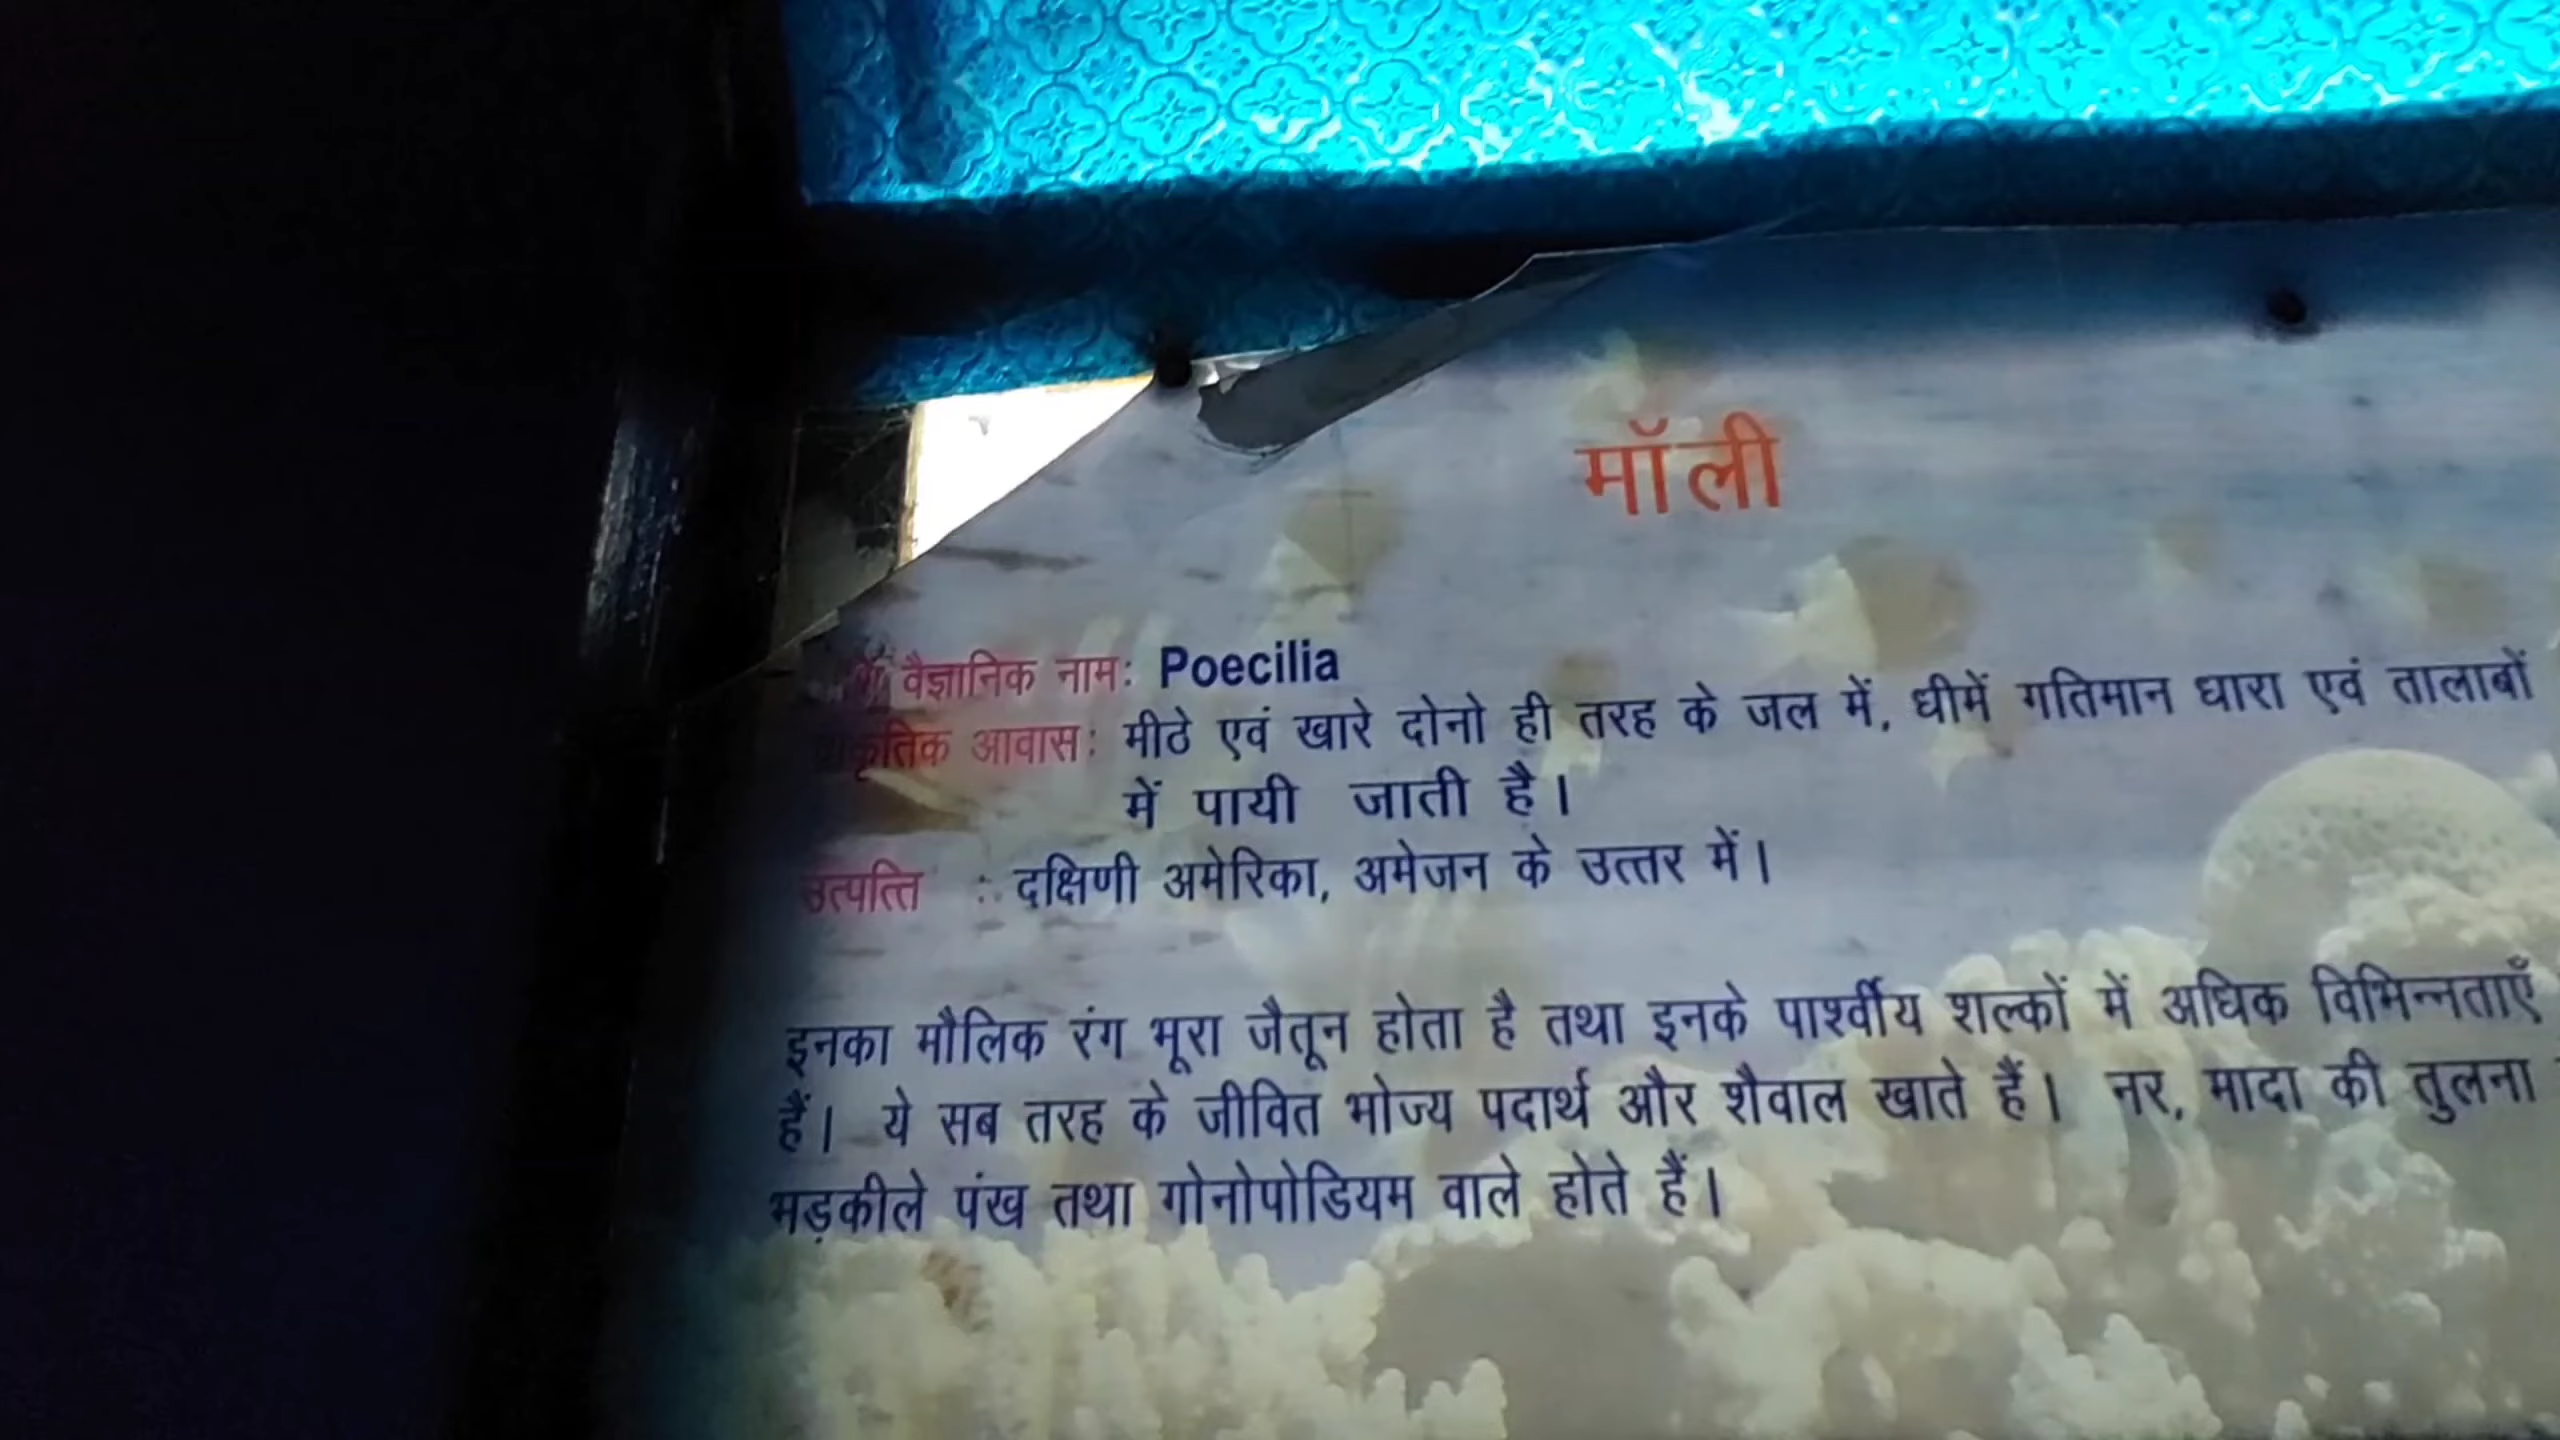 मॉली
वैज्ञानिक नाम: Poecilia
प्राकृतिक आवास: मीठे एवं खारे दोनो ही तरह के जल में, धीमें गतिमान धारा एवं तालाबों
में पायी जाती है।
उत्पत्ति : दक्षिणी अमेरिका, अमेजन के उत्तर में।
इनका मौलिक रंग भूरा जैतून होता है तथा इनके पार्श्वीय शल्कों में अधिक विभिन्नताएँ
हैं। ये सब तरह के जीवित भोज्य पदार्थ और शैवाल खाते हैं। नर, मादा की तुलना
भड़कीले पंख तथा गोनोपोडियम वाले होते हैं।